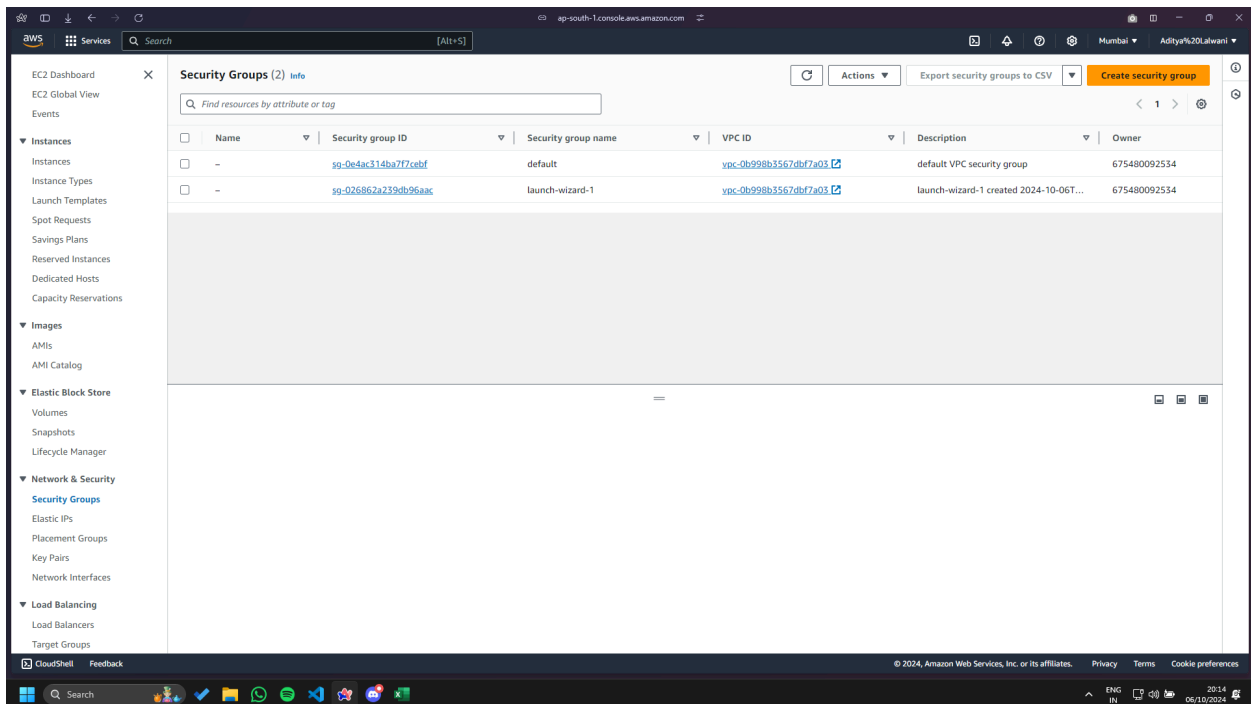 ap-south-1.console.aws.amazon.com
aws Services Search [Alt+S] Mumbai Aditya%20Lalwani
EC2 Dashboard
EC2 Global View
Events
Instances
Instances
Instance Types
Launch Templates
Spot Requests
Savings Plans
Reserved Instances
Dedicated Hosts
Capacity Reservations
Images
AMIs
AMI Catalog
Elastic Block Store
Volumes
Snapshots
Lifecycle Manager
Network & Security
Security Groups
Elastic IPs
Placement Groups
Key Pairs
Network Interfaces
Load Balancing
Load Balancers
Target Groups
Security Groups (2) Info Actions Export security groups to CSV Create security group
Find resources by attribute or tag 1
Name Security group ID Security group name VPC ID Description Owner
– sg-0e4ac314ba7f7cebf default vpc-0b998b3567dbf7a03 default VPC security group 675480092534
– sg-026862a239db96aac launch-wizard-1 vpc-0b998b3567dbf7a03 launch-wizard-1 created 2024-10-06T... 675480092534
CloudShell Feedback © 2024, Amazon Web Services, Inc. or its affiliates. Privacy Terms Cookie preferences
Search ENG 20:14
IN 06/10/2024